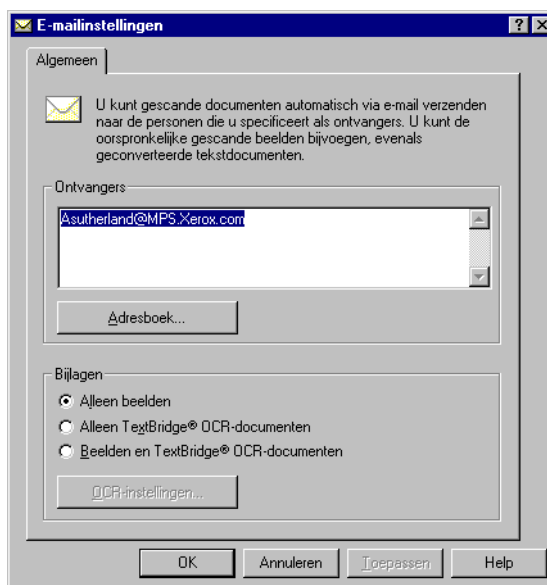 E-mailinstellingen
Algemeen
U kunt gescande documenten automatisch via e-mail verzenden
naar de personen die u specificeert als ontvangers. U kunt de
oorspronkelijke gescande beelden bijvoegen, evenals
geconverteerde tekstdocumenten.
Ontvangers
Asutherland@MPS.Xerox.com
Adresboek...
Bijlagen
Alleen beelden
Alleen TextBridge® OCR-documenten
Beelden en TextBridge® OCR-documenten
OCR-instellingen...
OK Annuleren Toepassen Help